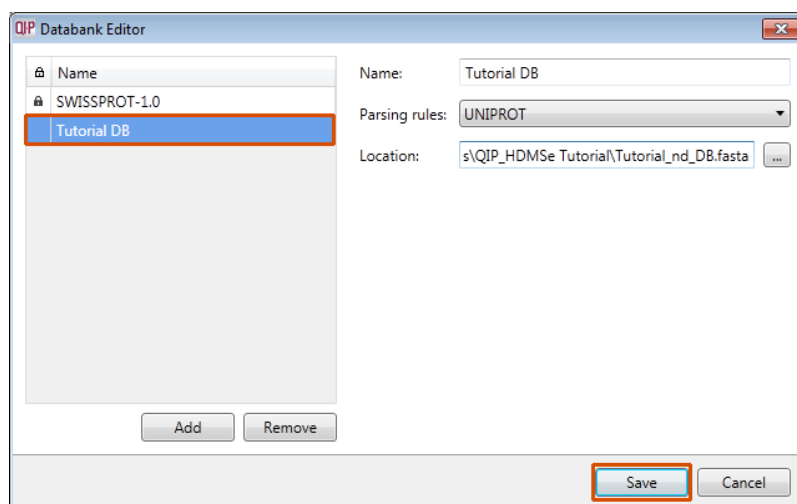 QIP Databank Editor
Name
SWISSPROT-1.0
Tutorial DB
Name: Tutorial DB
Parsing rules: UNIPROT
Location: s\QIP_HDMSe Tutorial\Tutorial_nd_DB.fasta ...
Add Remove
Save Cancel